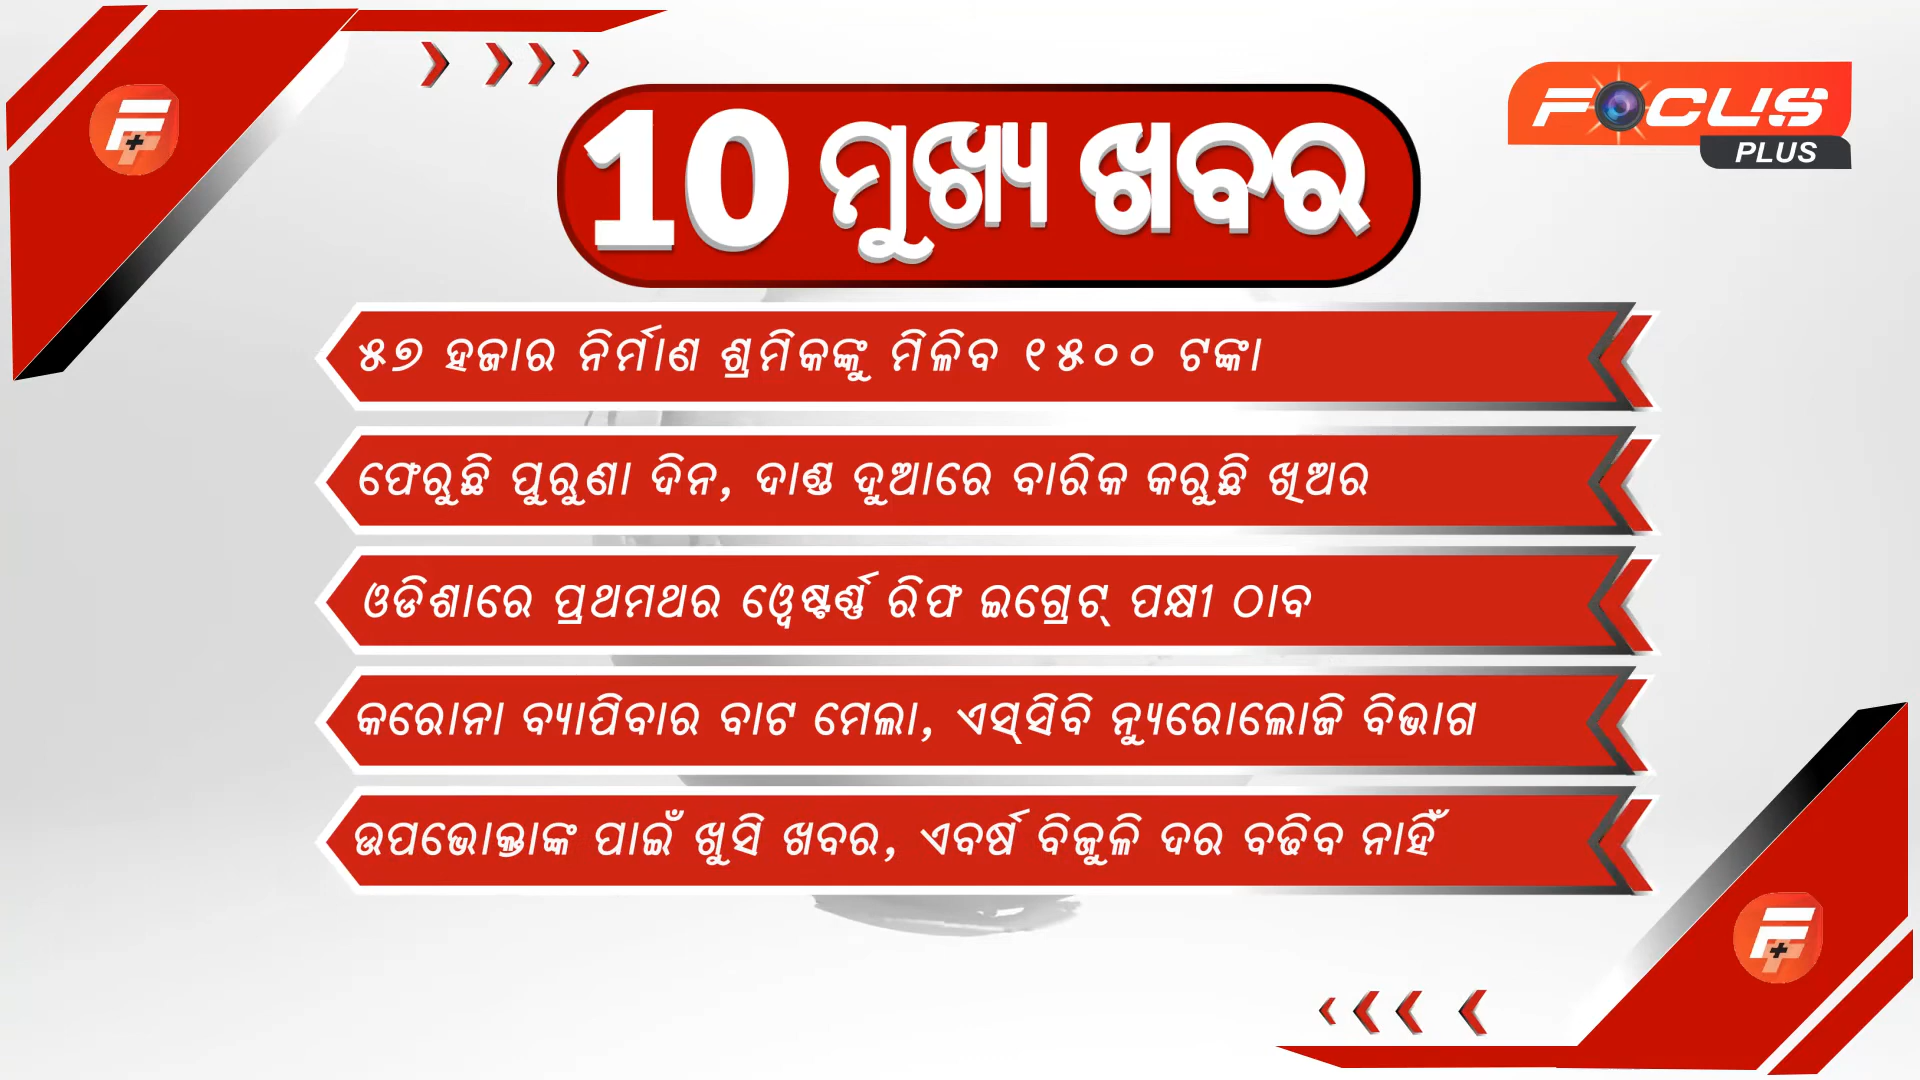 FOCUS
PLUS
10 ମୁଖ୍ୟ ଖବର
୫୭ ହଜାର ନିର୍ମାଣ ଶ୍ରମିକଙ୍କୁ ମିଳିବ ୧୫୦୦ ଟଙ୍କା
ଫେରୁଛି ପୁରୁଣା ଦିନ, ଦାଣ୍ଡ ଦୁଆରେ ବାରିକ କରୁଛି ଖିଅର
ଓଡିଶାରେ ପ୍ରଥମଥର ୱେଷ୍ଟର୍ଣ୍ଣ ରିଫ ଇଗ୍ରେଟ୍ ପକ୍ଷୀ ଠାବ
କରୋନା ବ୍ୟାପିବାର ବାଟ ମେଲା, ଏସ୍‌ସିବି ନ୍ୟୁରୋଲୋଜି ବିଭାଗ
ଉପଭୋକ୍ତାଙ୍କ ପାଇଁ ଖୁସି ଖବର, ଏବର୍ଷ ବିଜୁଳି ଦର ବଢିବ ନାହିଁ